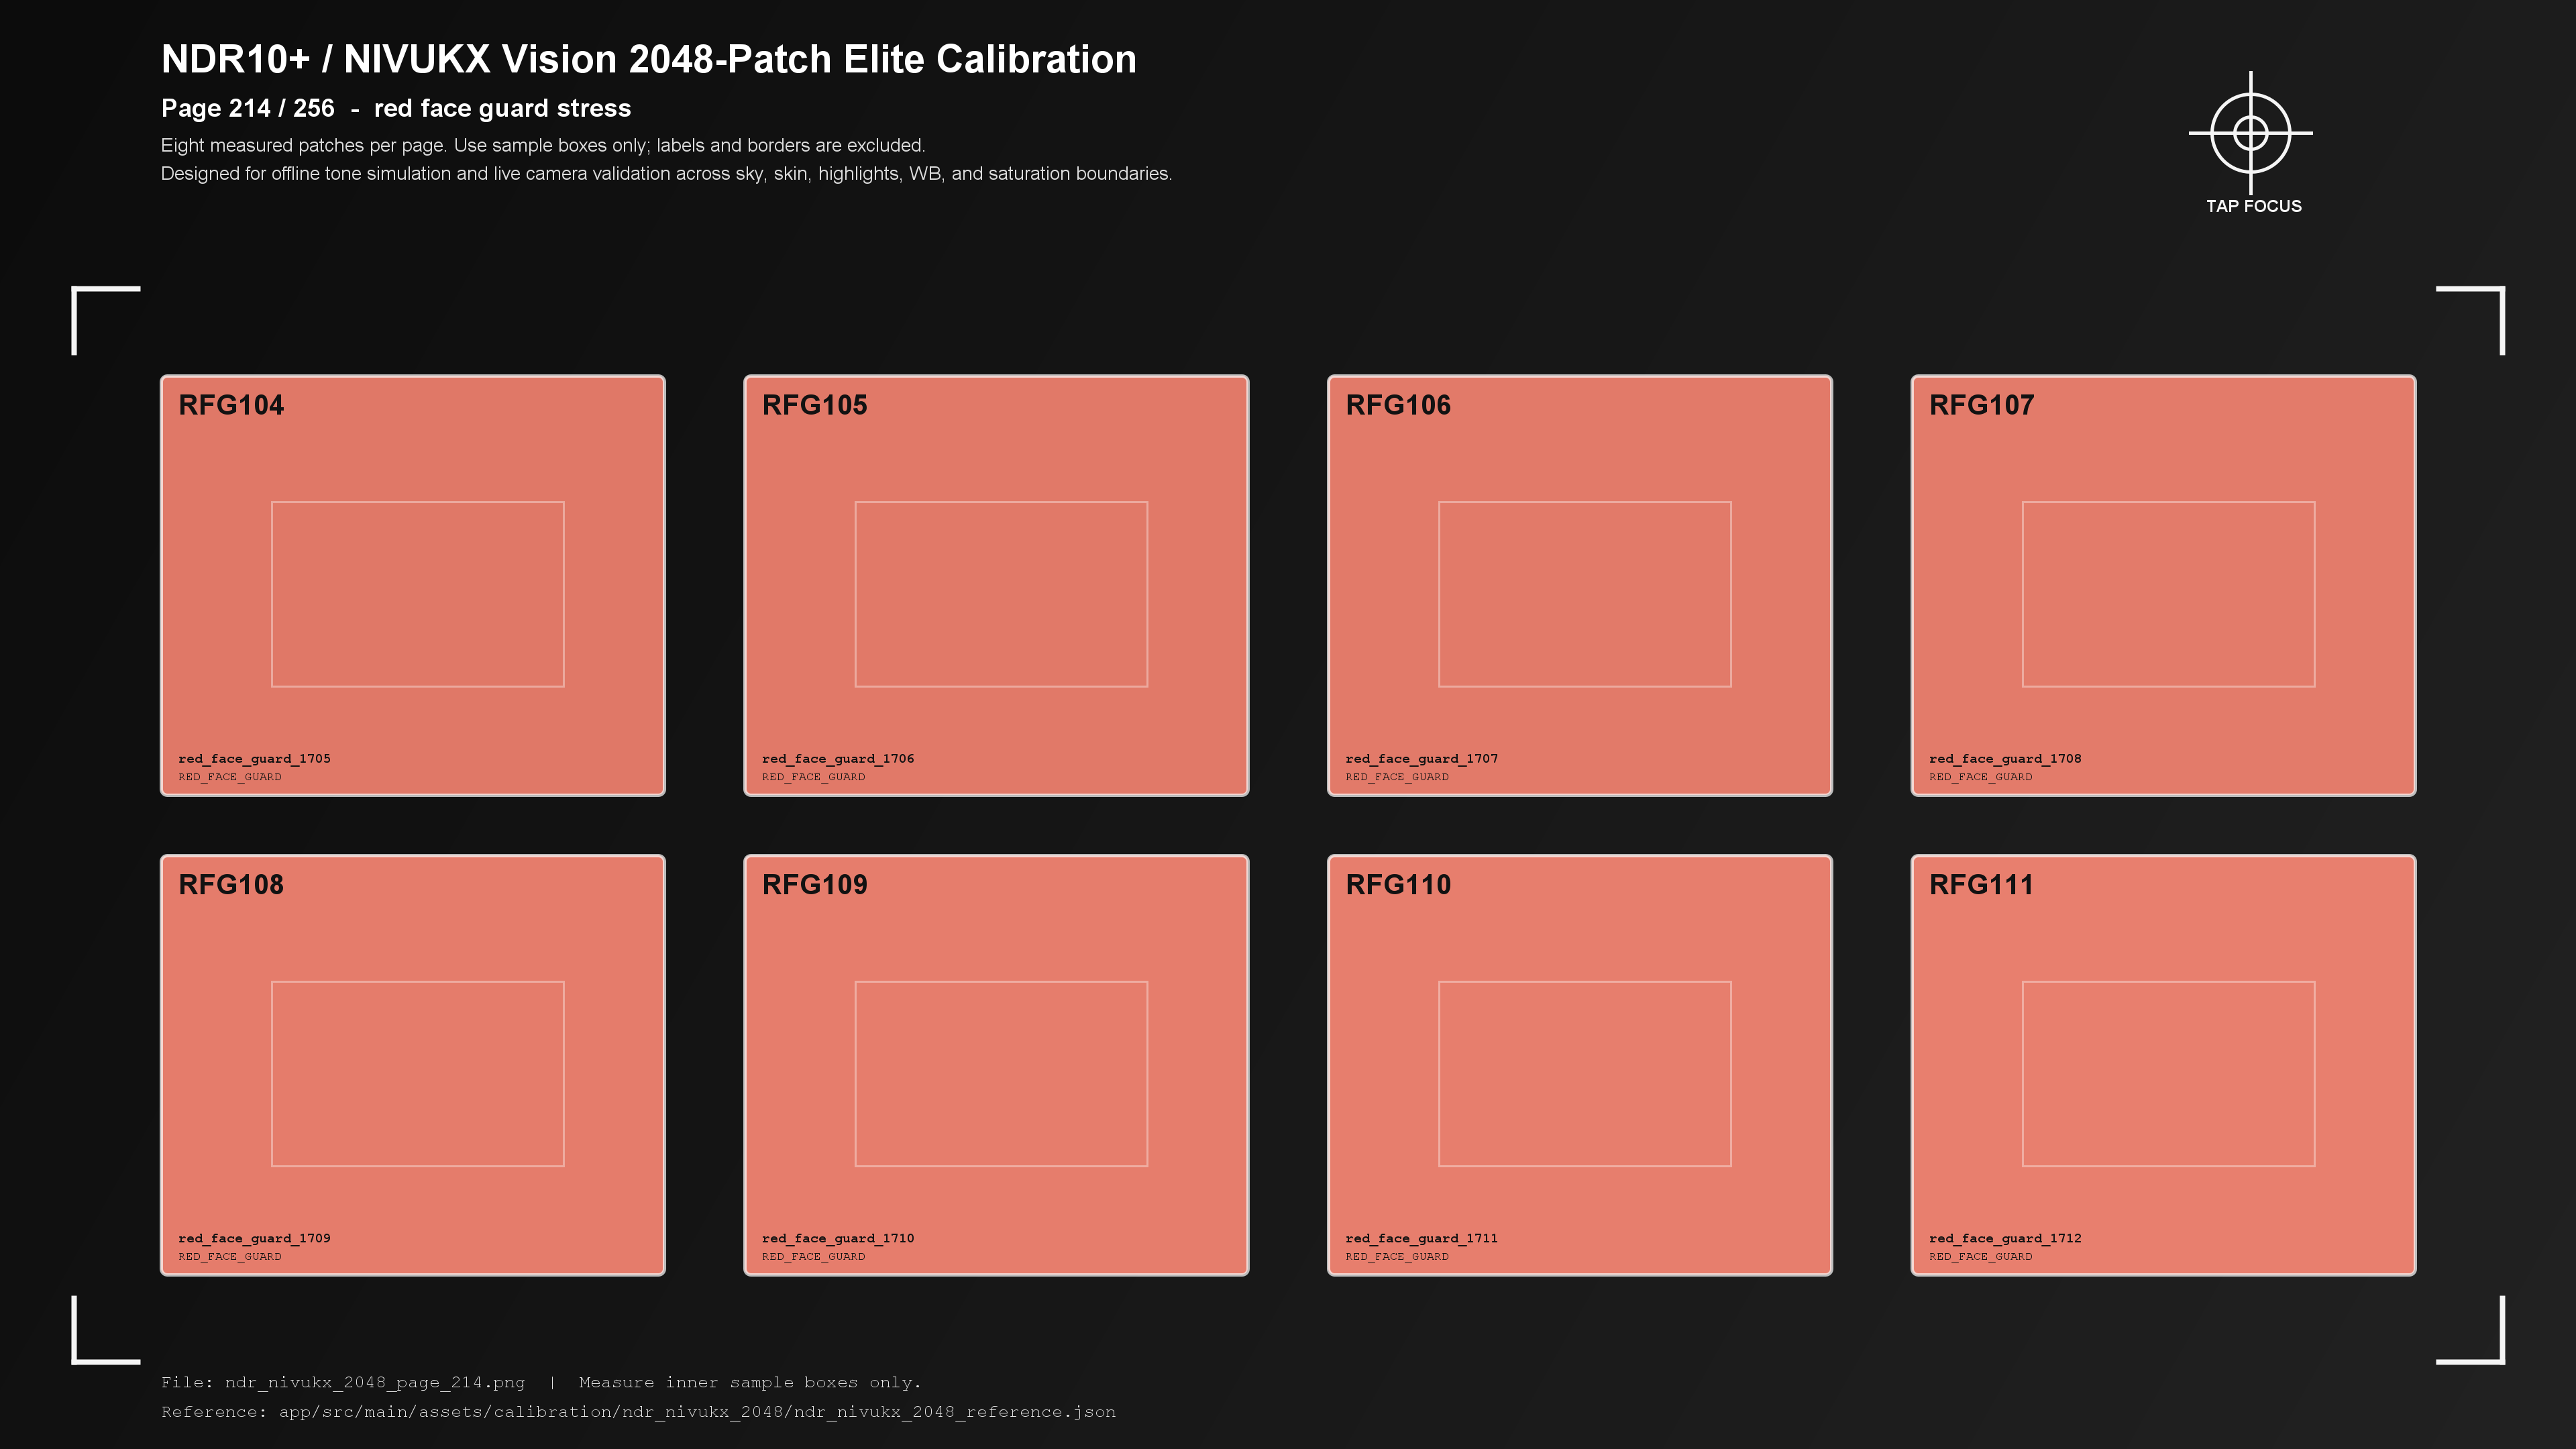 NDR10+ / NIVUKX Vision 2048-Patch Elite Calibration
Page 214 / 256 - red face guard stress
Eight measured patches per page. Use sample boxes only; labels and borders are excluded.
Designed for offline tone simulation and live camera validation across sky, skin, highlights, WB, and saturation boundaries.
TAP FOCUS
RFG104
red_face_guard_1705
RED_FACE_GUARD
RFG105
red_face_guard_1706
RED_FACE_GUARD
RFG106
red_face_guard_1707
RED_FACE_GUARD
RFG107
red_face_guard_1708
RED_FACE_GUARD
RFG108
red_face_guard_1709
RED_FACE_GUARD
RFG109
red_face_guard_1710
RED_FACE_GUARD
RFG110
red_face_guard_1711
RED_FACE_GUARD
RFG111
red_face_guard_1712
RED_FACE_GUARD
File: ndr_nivukx_2048_page_214.png | Measure inner sample boxes only.
Reference: app/src/main/assets/calibration/ndr_nivukx_2048/ndr_nivukx_2048_reference.json